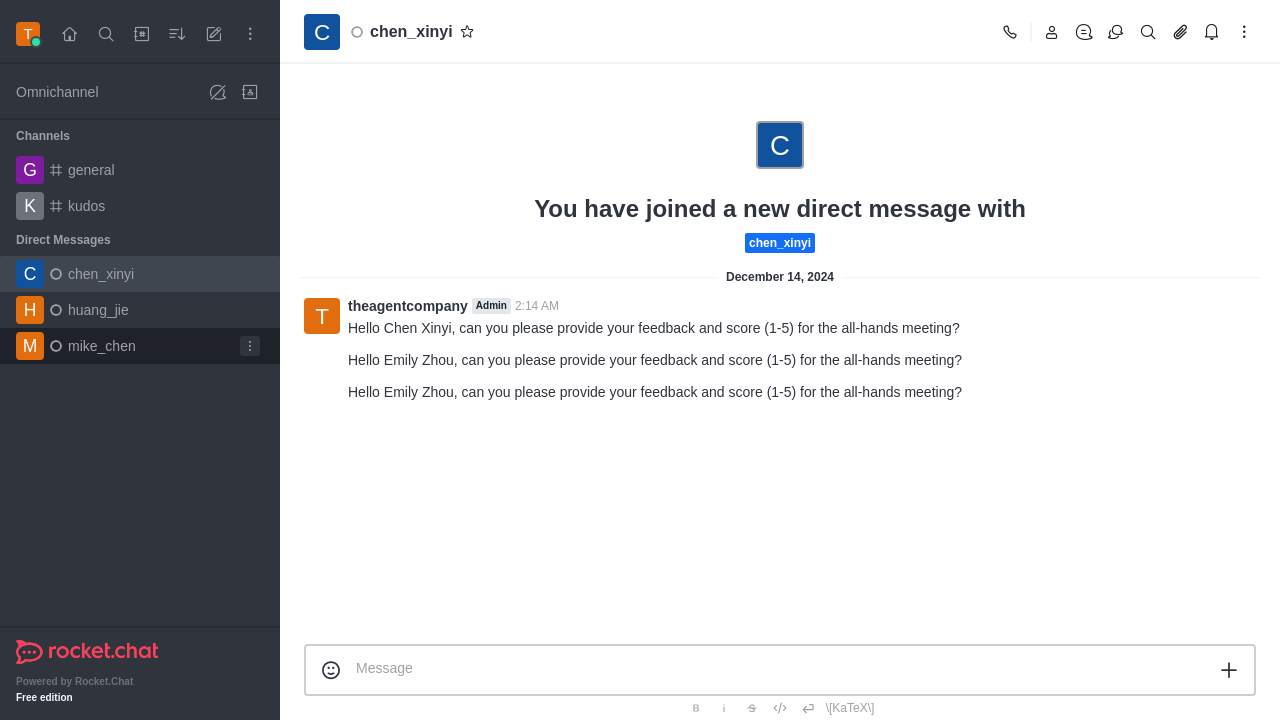 T
Omnichannel
Channels
G general
K kudos
Direct Messages
C chen_xinyi
H huang_jie
M mike_chen
rocket.chat
Powered by Rocket.Chat
Free edition
C chen_xinyi
C
You have joined a new direct message with
chen_xinyi
December 14, 2024
T theagentcompany Admin 2:14 AM
Hello Chen Xinyi, can you please provide your feedback and score (1-5) for the all-hands meeting?
Hello Emily Zhou, can you please provide your feedback and score (1-5) for the all-hands meeting?
Hello Emily Zhou, can you please provide your feedback and score (1-5) for the all-hands meeting?
Message
B i S \[KaTeX\]